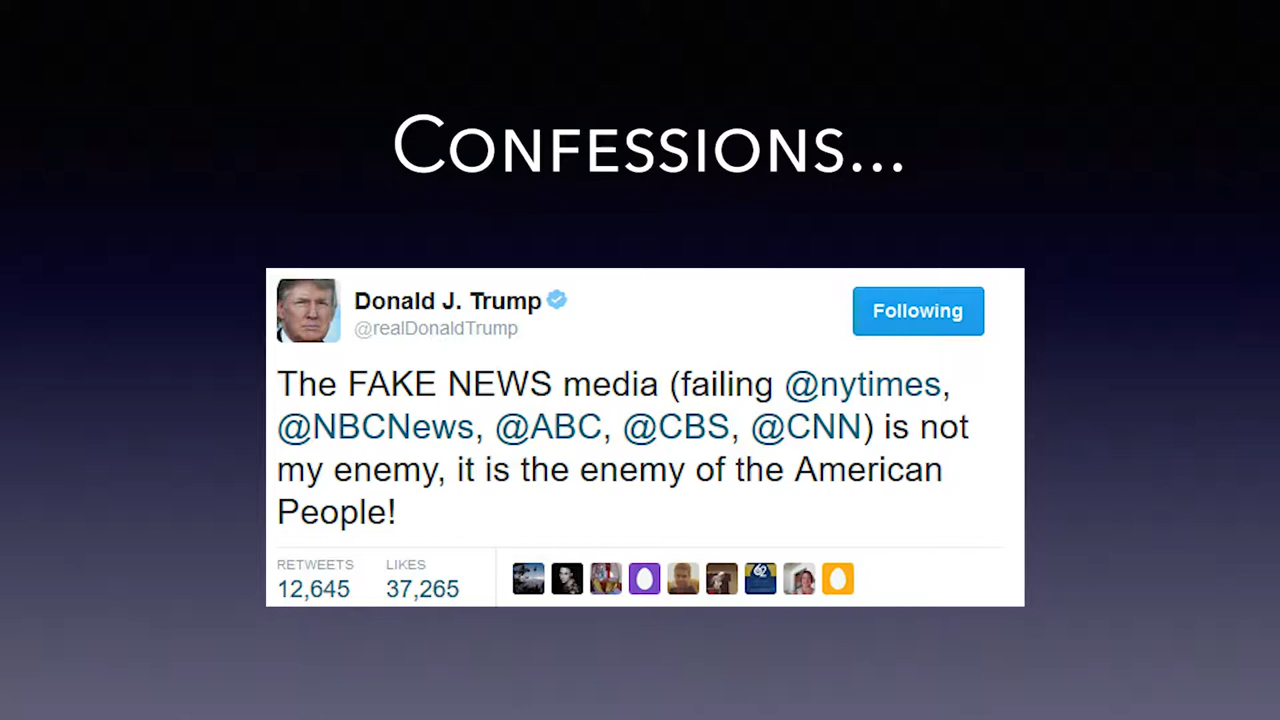 CONFESSIONS...
Donald J. Trump
@realDonaldTrump
Following
The FAKE NEWS media (failing @nytimes,
@NBCNews, @ABC, @CBS, @CNN) is not
my enemy, it is the enemy of the American
People!
RETWEETS LIKES
12,645 37,265
62